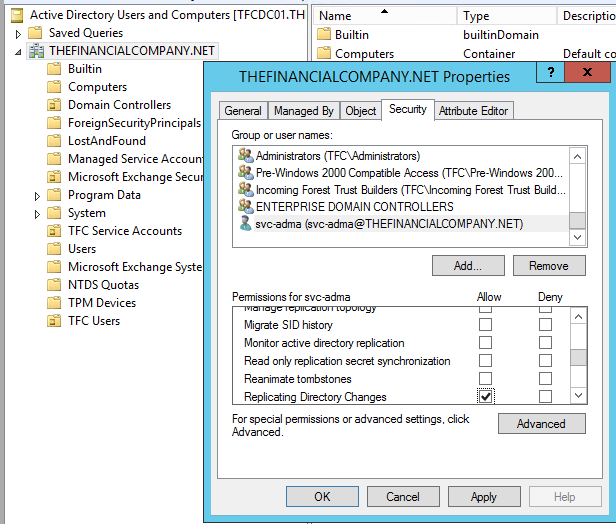 Active Directory Users and Computers [TFCDC01.TH
Saved Queries
THEFINANCIALCOMPANY.NET
Builtin
Computers
Domain Controllers
ForeignSecurityPrincipals
LostAndFound
Managed Service Accoun
Microsoft Exchange Secur
Program Data
System
TFC Service Accounts
Users
Microsoft Exchange System
NTDS Quotas
TPM Devices
TFC Users
Name Type Description
Builtin builtinDomain
Computers Container Default co
THEFINANCIALCOMPANY.NET Properties ? X
General Managed By Object Security Attribute Editor
Group or user names:
Administrators (TFC\Administrators)
Pre-Windows 2000 Compatible Access (TFC\Pre-Windows 200...
Incoming Forest Trust Builders (TFC\Incoming Forest Trust Build...
ENTERPRISE DOMAIN CONTROLLERS
svc-adma (svc-adma@THEFINANCIALCOMPANY.NET)
Add... Remove
Permissions for svc-adma Allow Deny
Manage replication topology
Migrate SID history
Monitor active directory replication
Read only replication secret synchronization
Reanimate tombstones
Replicating Directory Changes
For special permissions or advanced settings, click
Advanced.
Advanced
OK Cancel Apply Help